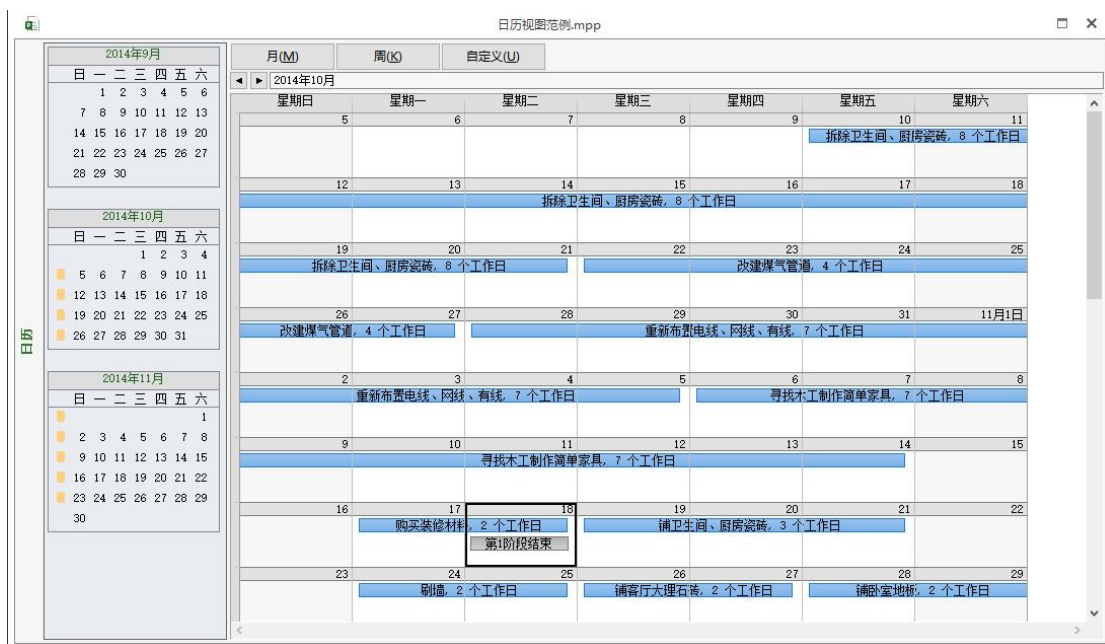 日历视图范例.mpp
日历
2014年9月
日 一 二 三 四 五 六
1 2 3 4 5 6
7 8 9 10 11 12 13
14 15 16 17 18 19 20
21 22 23 24 25 26 27
28 29 30
2014年10月
日 一 二 三 四 五 六
1 2 3 4
5 6 7 8 9 10 11
12 13 14 15 16 17 18
19 20 21 22 23 24 25
26 27 28 29 30 31
2014年11月
日 一 二 三 四 五 六
1
2 3 4 5 6 7 8
9 10 11 12 13 14 15
16 17 18 19 20 21 22
23 24 25 26 27 28 29
30
月(M) 周(K) 自定义(U)
2014年10月
星期日 星期一 星期二 星期三 星期四 星期五 星期六
5 6 7 8 9 10 11
拆除卫生间、厨房瓷砖, 8 个工作日
12 13 14 15 16 17 18
拆除卫生间、厨房瓷砖, 8 个工作日
19 20 21 22 23 24 25
拆除卫生间、厨房瓷砖, 8 个工作日 改建煤气管道, 4 个工作日
26 27 28 29 30 31 11月1日
改建煤气管道, 4 个工作日 重新布置电线、网线、有线, 7 个工作日
2 3 4 5 6 7 8
重新布置电线、网线、有线, 7 个工作日 寻找木工制作简单家具, 7 个工作日
9 10 11 12 13 14 15
寻找木工制作简单家具, 7 个工作日
16 17 18 19 20 21 22
购买装修材料, 2 个工作日 铺卫生间、厨房瓷砖, 3 个工作日
第1阶段结束
23 24 25 26 27 28 29
刷墙, 2 个工作日 铺客厅大理石砖, 2 个工作日 铺卧室地板, 2 个工作日